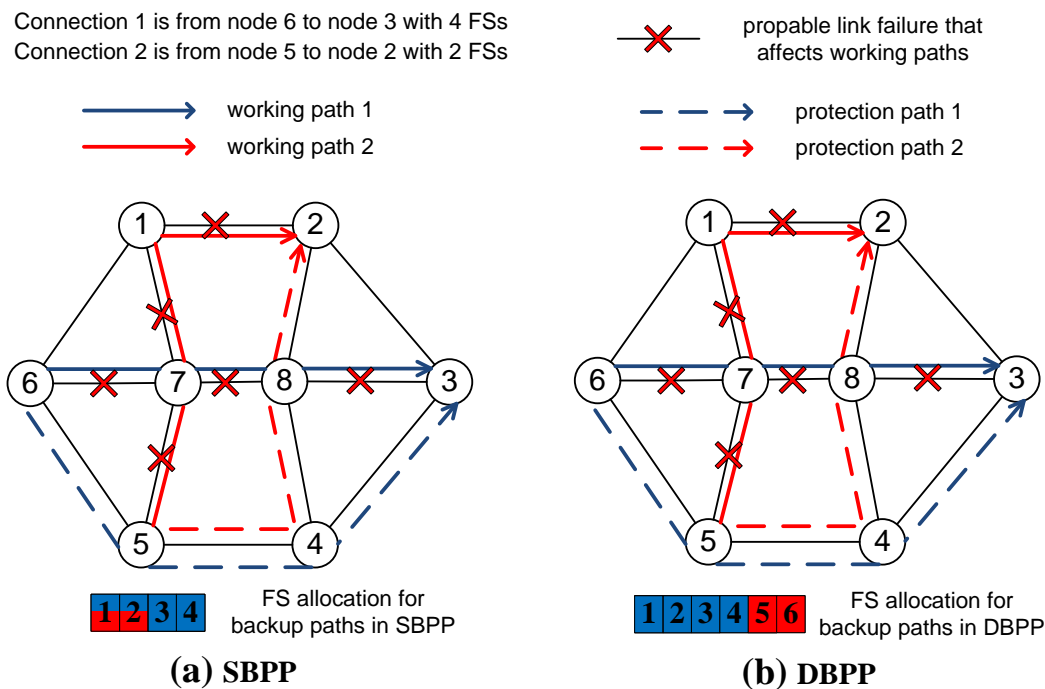 Connection 1 is from node 6 to node 3 with 4 FSs
Connection 2 is from node 5 to node 2 with 2 FSs
propable link failure that
affects working paths
working path 1
working path 2
protection path 1
protection path 2
1 2
6 7 8 3
5 4
1 2
6 7 8 3
5 4
1 2 3 4
FS allocation for
backup paths in SBPP
1 2 3 4 5 6
FS allocation for
backup paths in DBPP
(a) SBPP
(b) DBPP